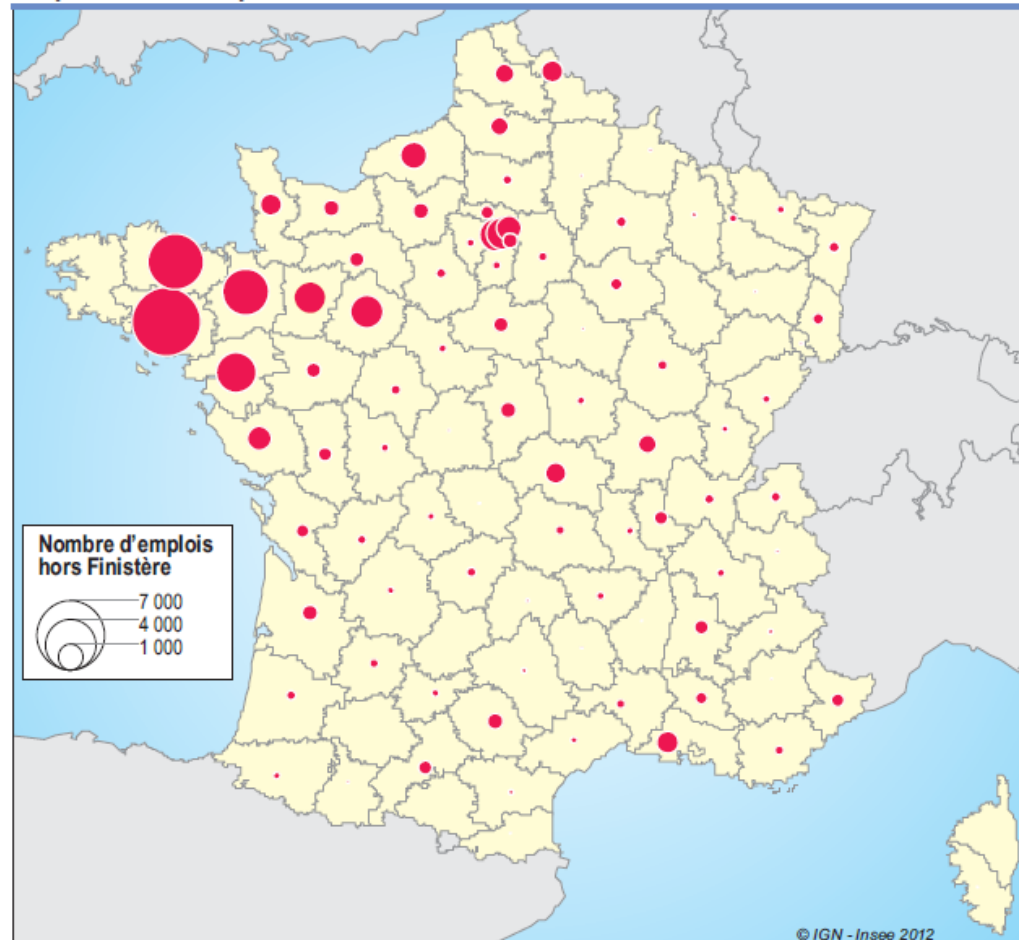 Nombre d'emplois
hors Finistère
7 000
4 000
1 000
© IGN - Insee 2012